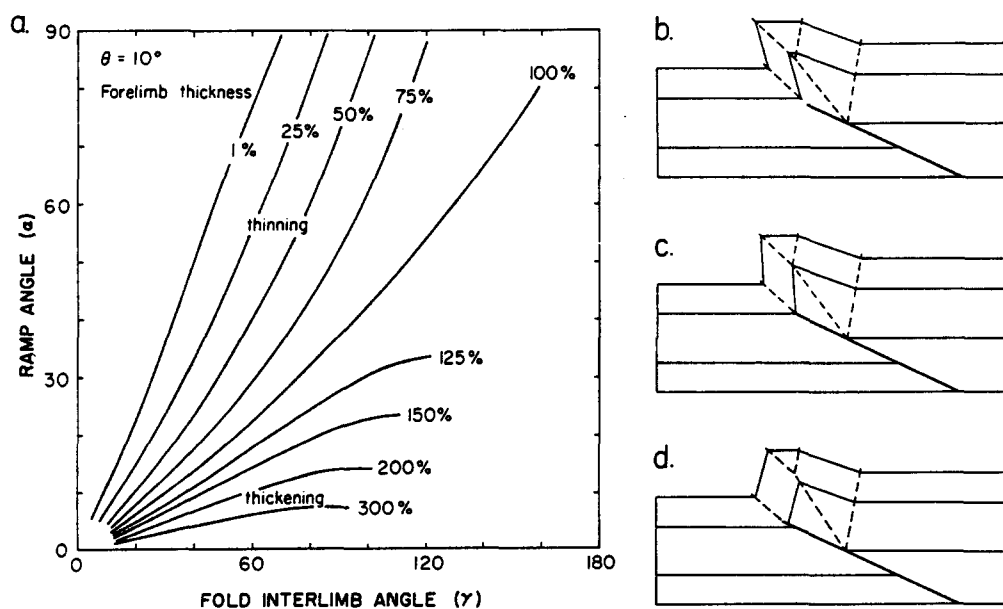 a.
90
θ = 10°
Forelimb thickness
100%
75%
50%
25%
1%
60
thinning
RAMP ANGLE (α)
125%
30
150%
200%
thickening
300%
0
0 60 120 180
FOLD INTERLIMB ANGLE (γ)
b.
c.
d.